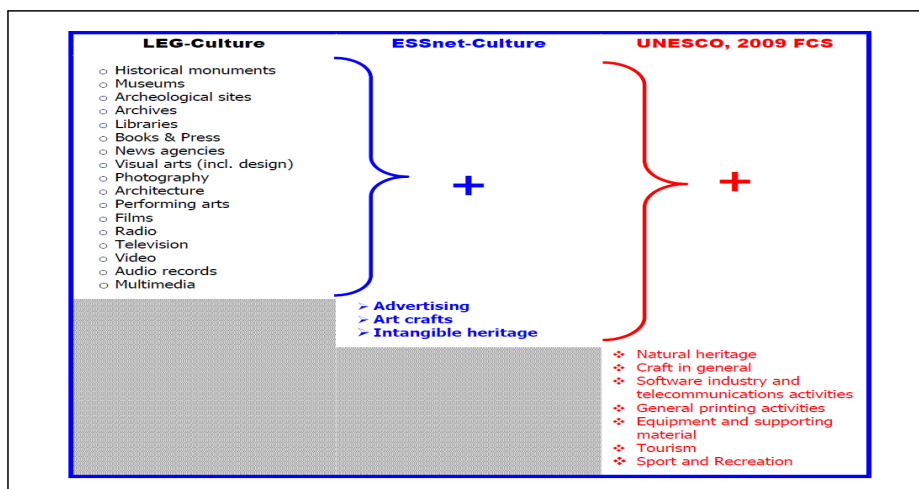 LEG-Culture
ESSnet-Culture
UNESCO, 2009 FCS
Historical monuments
Museums
Archeological sites
Archives
Libraries
Books & Press
News agencies
Visual arts (incl. design)
Photography
Architecture
Performing arts
Films
Radio
Television
Video
Audio records
Multimedia
+
+
Advertising
Art crafts
Intangible heritage
Natural heritage
Craft in general
Software industry and
telecommunications activities
General printing activities
Equipment and supporting
material
Tourism
Sport and Recreation